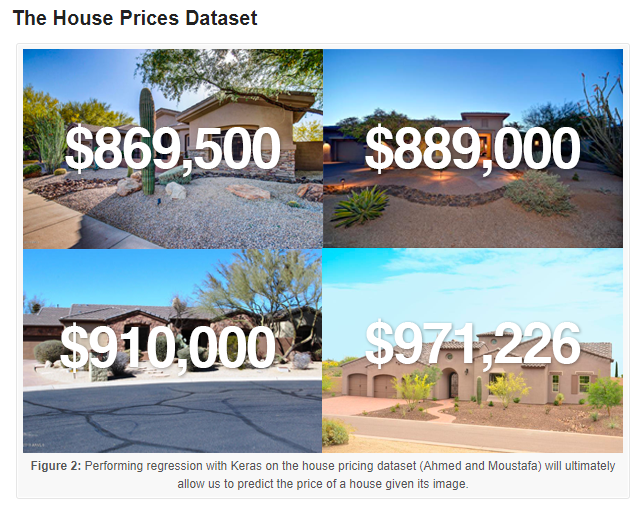 The House Prices Dataset
$869,500
$889,000
$910,000
$971,226
Figure 2: Performing regression with Keras on the house pricing dataset (Ahmed and Moustafa) will ultimately
allow us to predict the price of a house given its image.